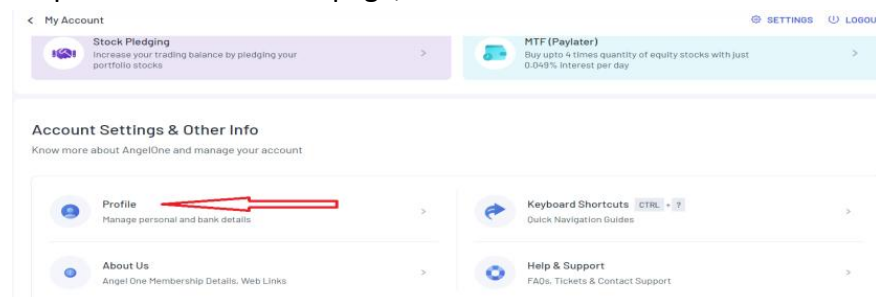 My Account
SETTINGS LOGOU
Stock Pledging
Increase your trading balance by pledging your
portfolio stocks
MTF (Paylater)
Buy upto 4 times quantity of equity stocks with just
0.049% interest per day
Account Settings & Other Info
Know more about AngelOne and manage your account
Profile
Manage personal and bank details
Keyboard Shortcuts CTRL + ?
Quick Navigation Guides
About Us
Angel One Membership Details, Web Links
Help & Support
FAQs, Tickets & Contact Support